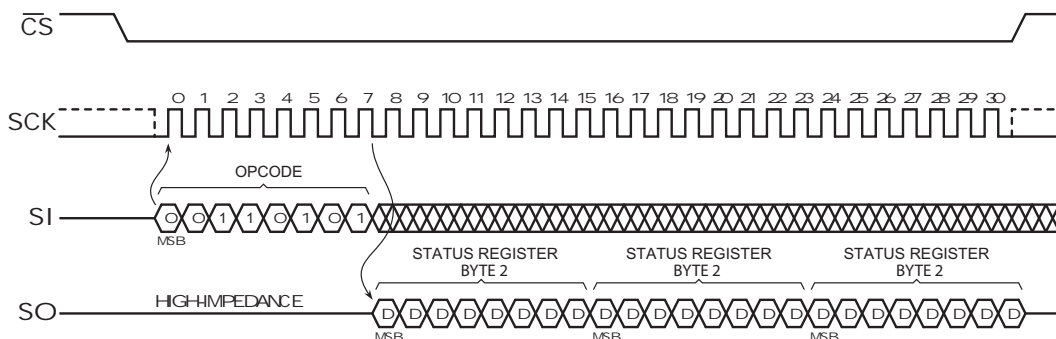 CS
SCK
0 1 2 3 4 5 6 7 8 9 10 11 12 13 14 15 16 17 18 19 20 21 22 23 24 25 26 27 28 29 30
OPCODE
SI
0 0 1 1 0 1 0 1
MSB
STATUS REGISTER
BYTE 2
STATUS REGISTER
BYTE 2
STATUS REGISTER
BYTE 2
HIGH-IMPEDANCE
SO
D D D D D D D D D D D D D D D D D D D D D D D D
MSB
MSB
MSB